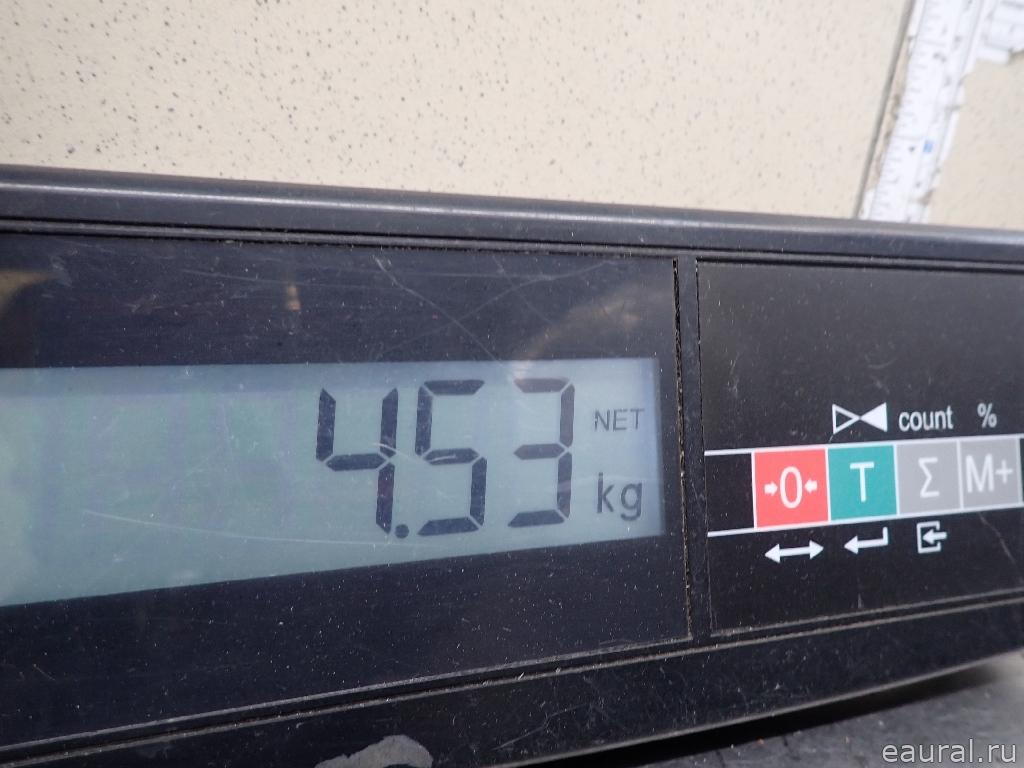 4.53 NET
kg
count %
→0← T Σ M+
eaural.ru